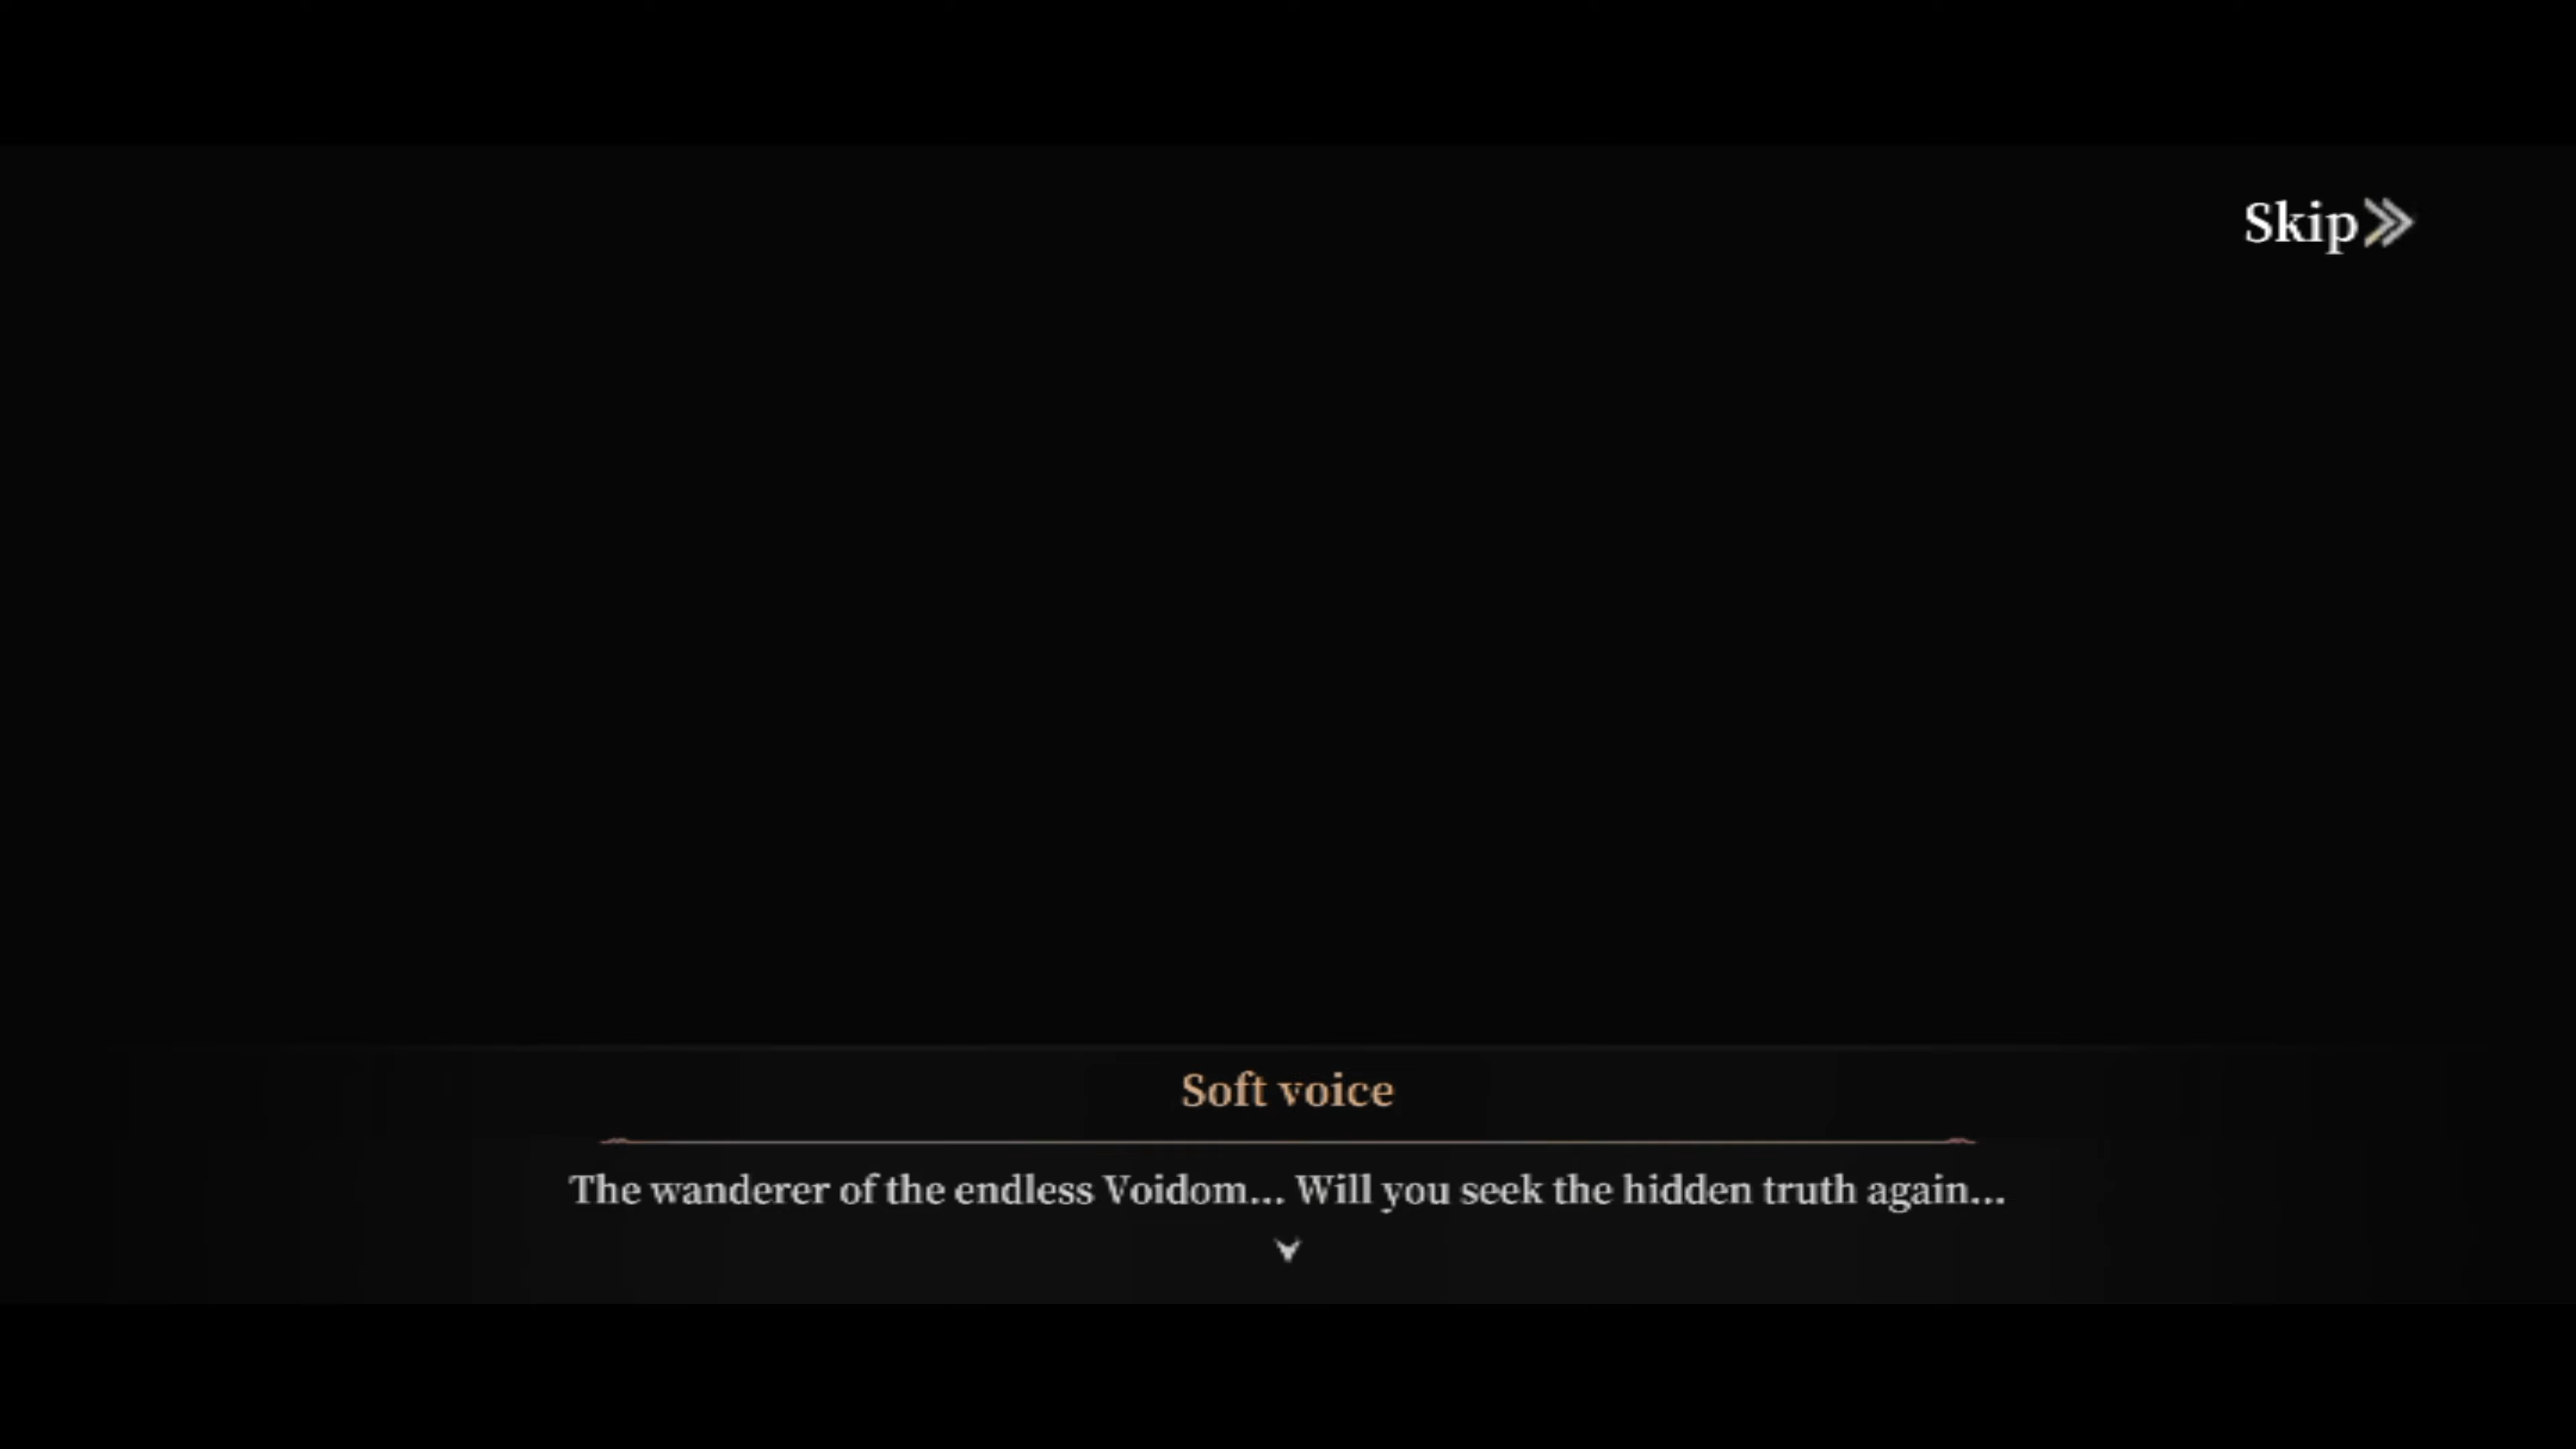 Skip
Soft voice
The wanderer of the endless Voidom... Will you seek the hidden truth again...